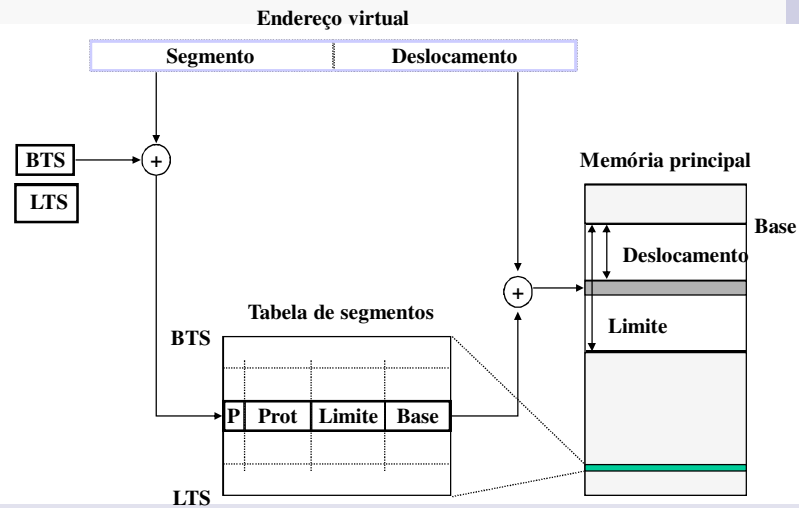 Endereço virtual
Segmento Deslocamento
BTS
+
LTS
Memória principal
Base
Deslocamento
+
Limite
Tabela de segmentos
BTS
P Prot Limite Base
LTS